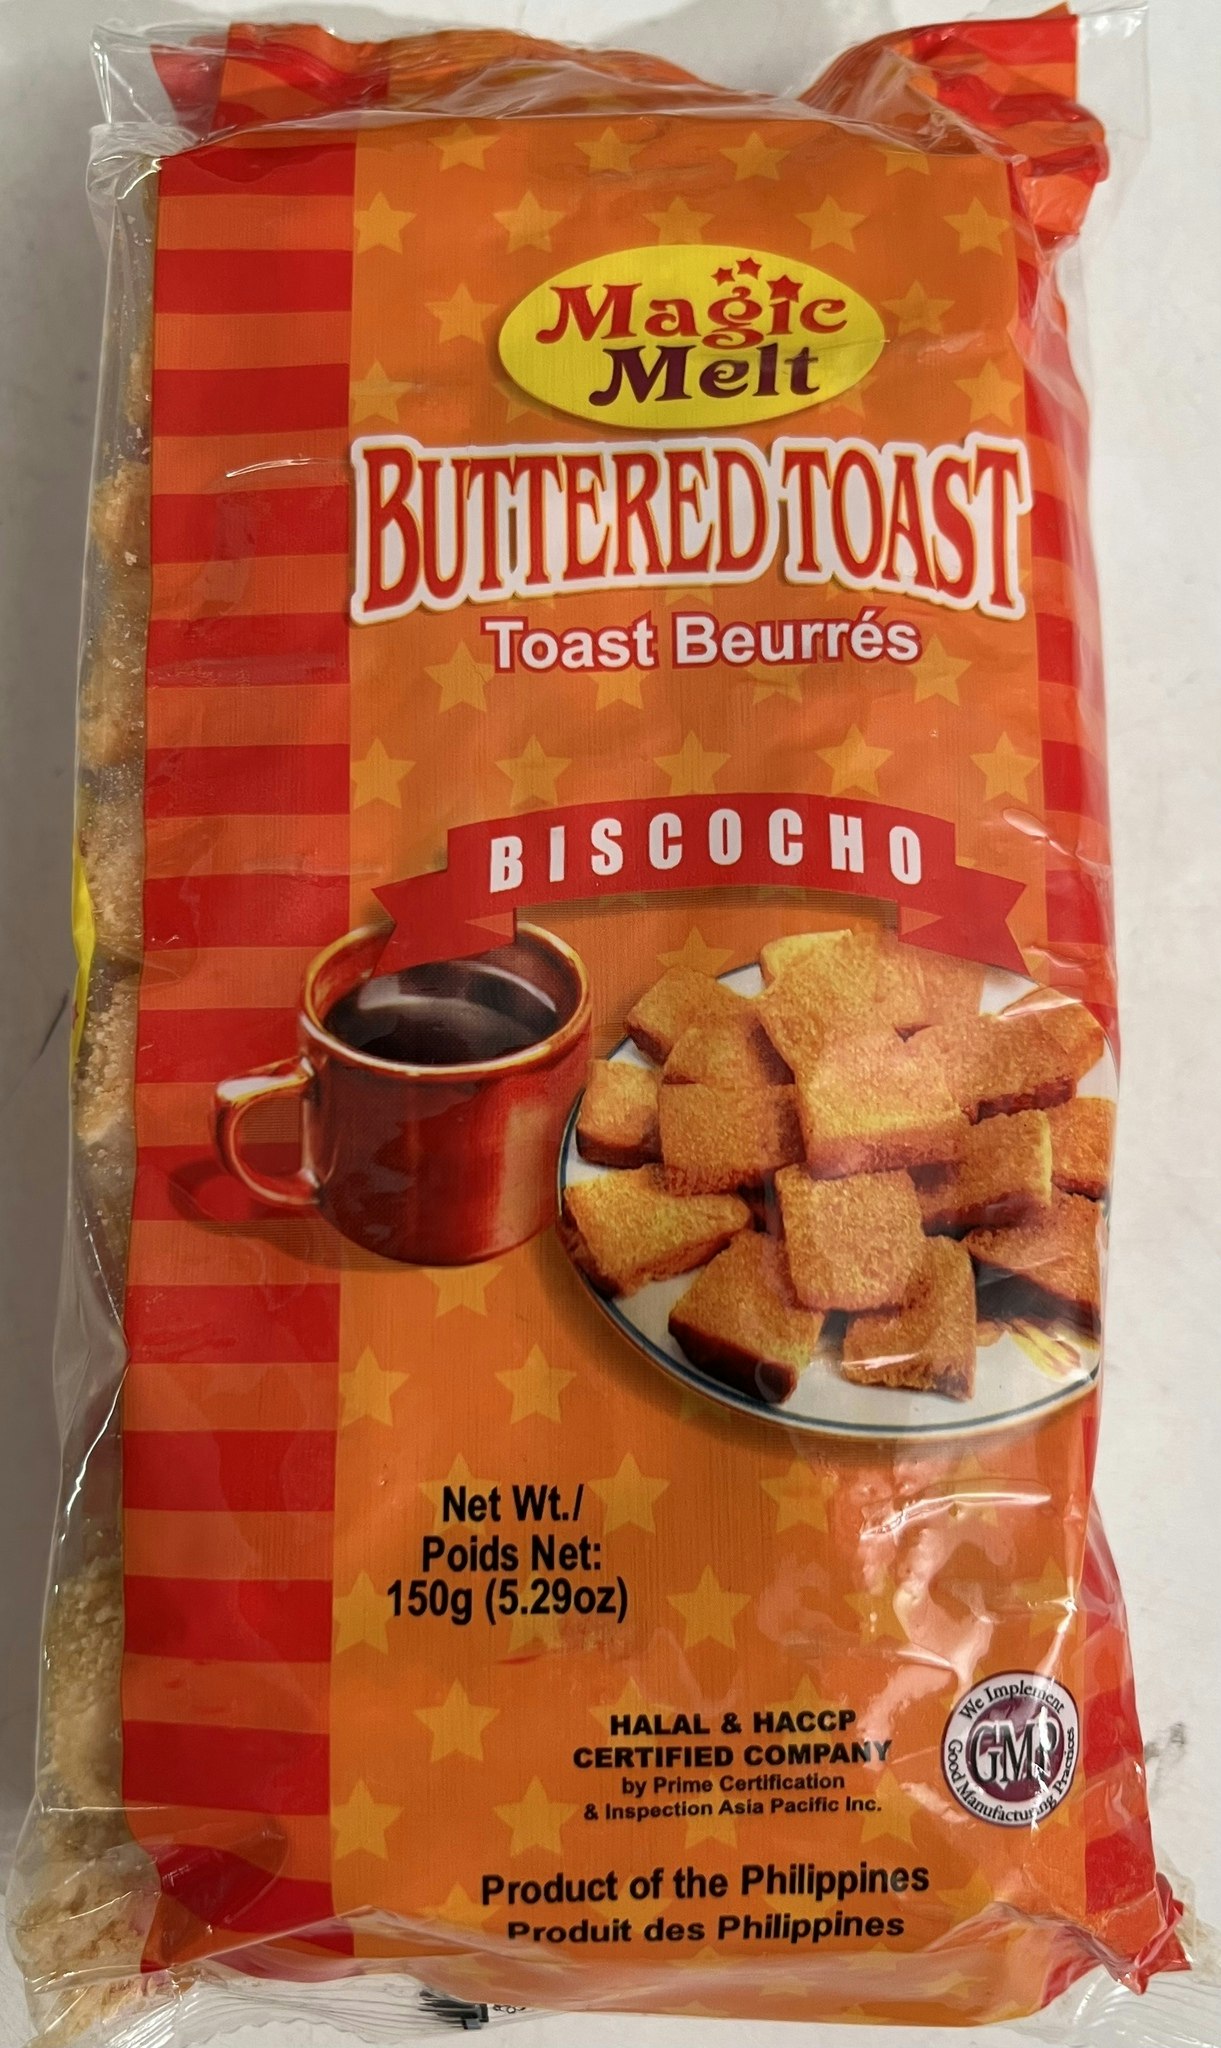 Magic
Melt
BUTTERED TOAST
Toast Beurrés
BISCOCHO
Net Wt./
Poids Net:
150g (5.29oz)
HALAL & HACCP
CERTIFIED COMPANY
by Prime Certification
& Inspection Asia Pacific Inc.
We Implement
GMP
Good Manufacturing Practices
Product of the Philippines
Produit des Philippines